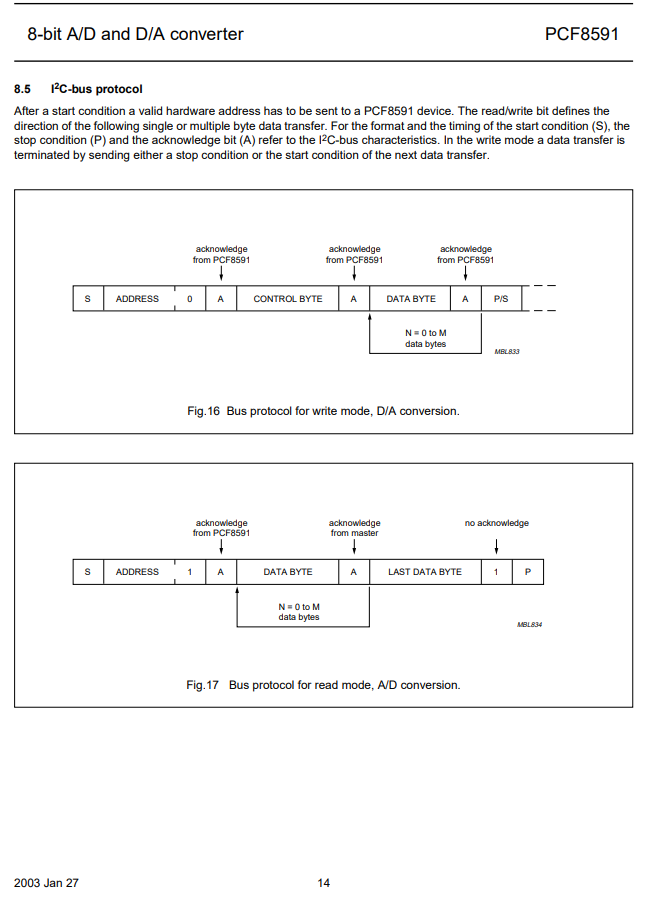 8-bit A/D and D/A converter PCF8591
8.5 I²C-bus protocol
After a start condition a valid hardware address has to be sent to a PCF8591 device. The read/write bit defines the
direction of the following single or multiple byte data transfer. For the format and the timing of the start condition (S), the
stop condition (P) and the acknowledge bit (A) refer to the I²C-bus characteristics. In the write mode a data transfer is
terminated by sending either a stop condition or the start condition of the next data transfer.
acknowledge acknowledge acknowledge
from PCF8591 from PCF8591 from PCF8591
S ADDRESS 0 A CONTROL BYTE A DATA BYTE A P/S
N = 0 to M
data bytes
MBL833
Fig.16 Bus protocol for write mode, D/A conversion.
acknowledge acknowledge no acknowledge
from PCF8591 from master
S ADDRESS 1 A DATA BYTE A LAST DATA BYTE 1 P
N = 0 to M
data bytes
MBL834
Fig.17 Bus protocol for read mode, A/D conversion.
2003 Jan 27 14